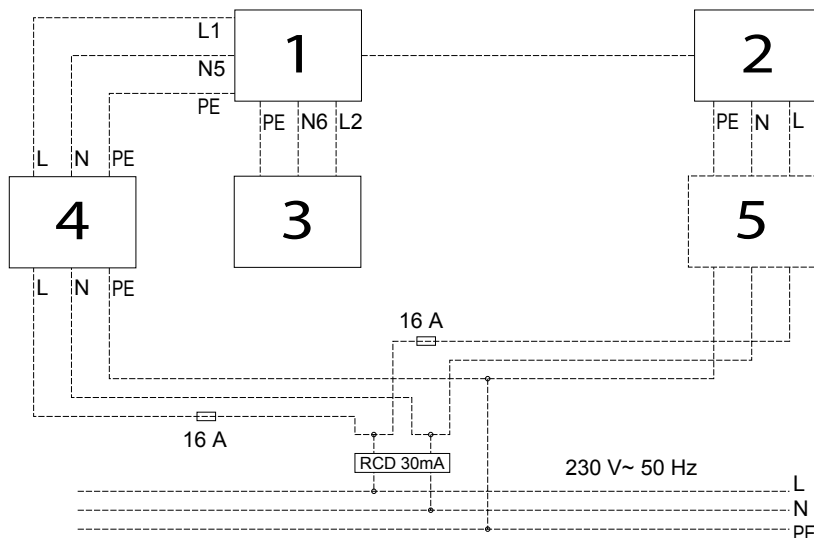 L1
1
2
N5
PE
PE N6 L2
PE N L
L N PE
4
3
5
L N PE
16 A
16 A
RCD 30mA
230 V~ 50 Hz
L
N
PE